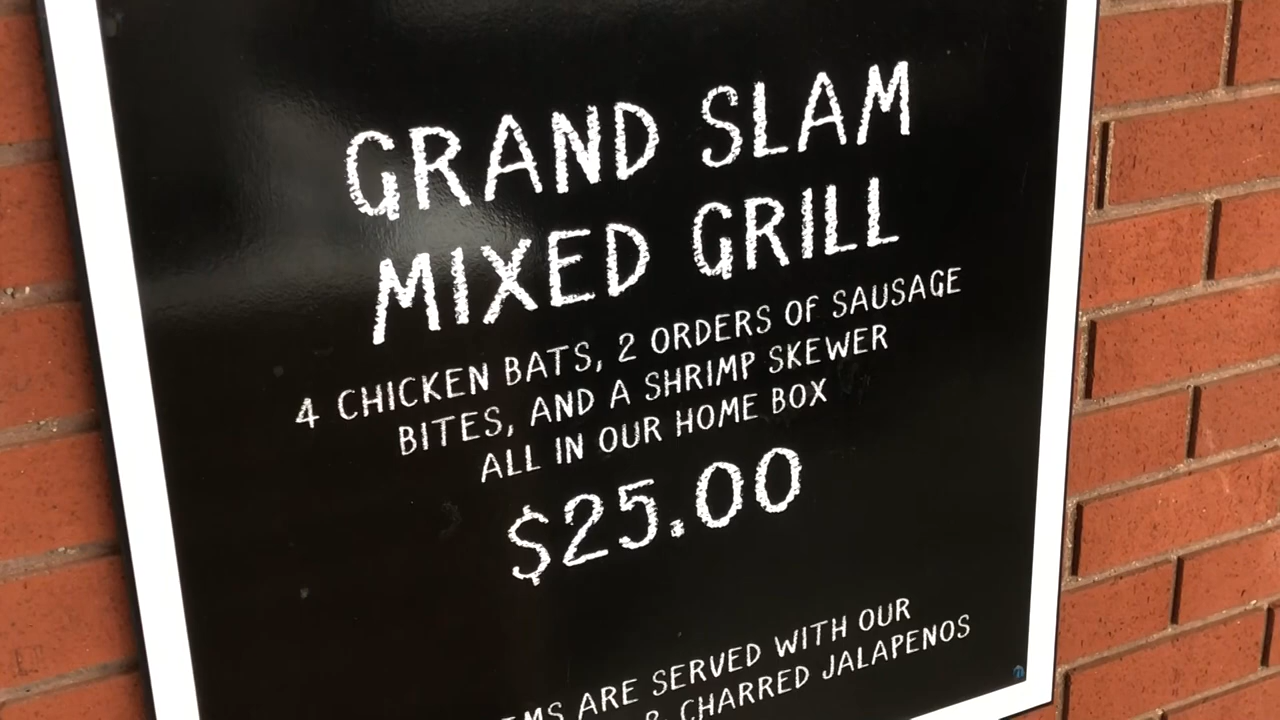 GRAND SLAM
MIXED GRILL
4 CHICKEN BATS, 2 ORDERS OF SAUSAGE
BITES, AND A SHRIMP SKEWER
ALL IN OUR HOME BOX
$25.00
ARE SERVED WITH OUR
CHARRED JALAPENOS